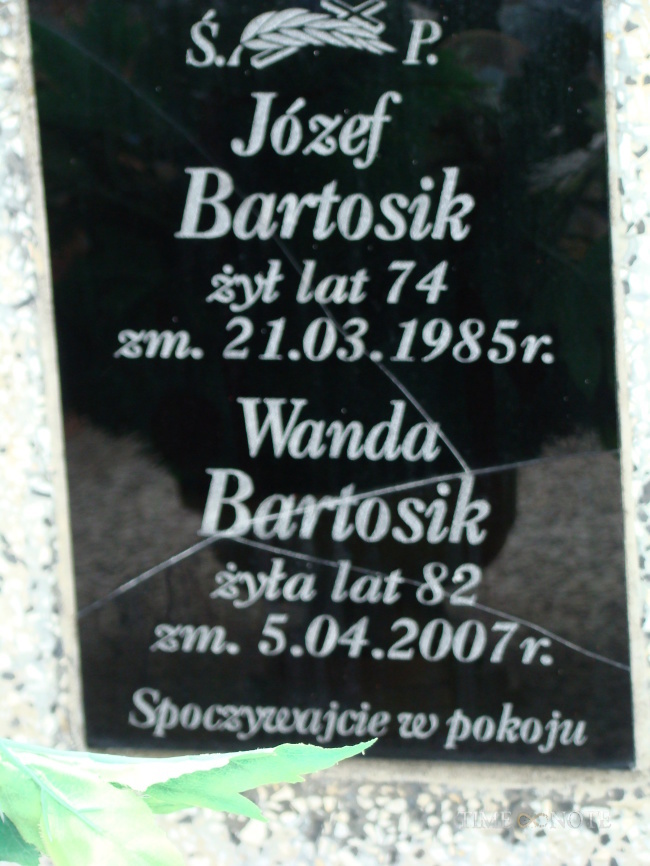 Ś. P.
Józef
Bartosik
żył lat 74
zm. 21.03.1985r.
Wanda
Bartosik
żyła lat 82
zm. 5.04.2007r.
Spoczywajcie w pokoju